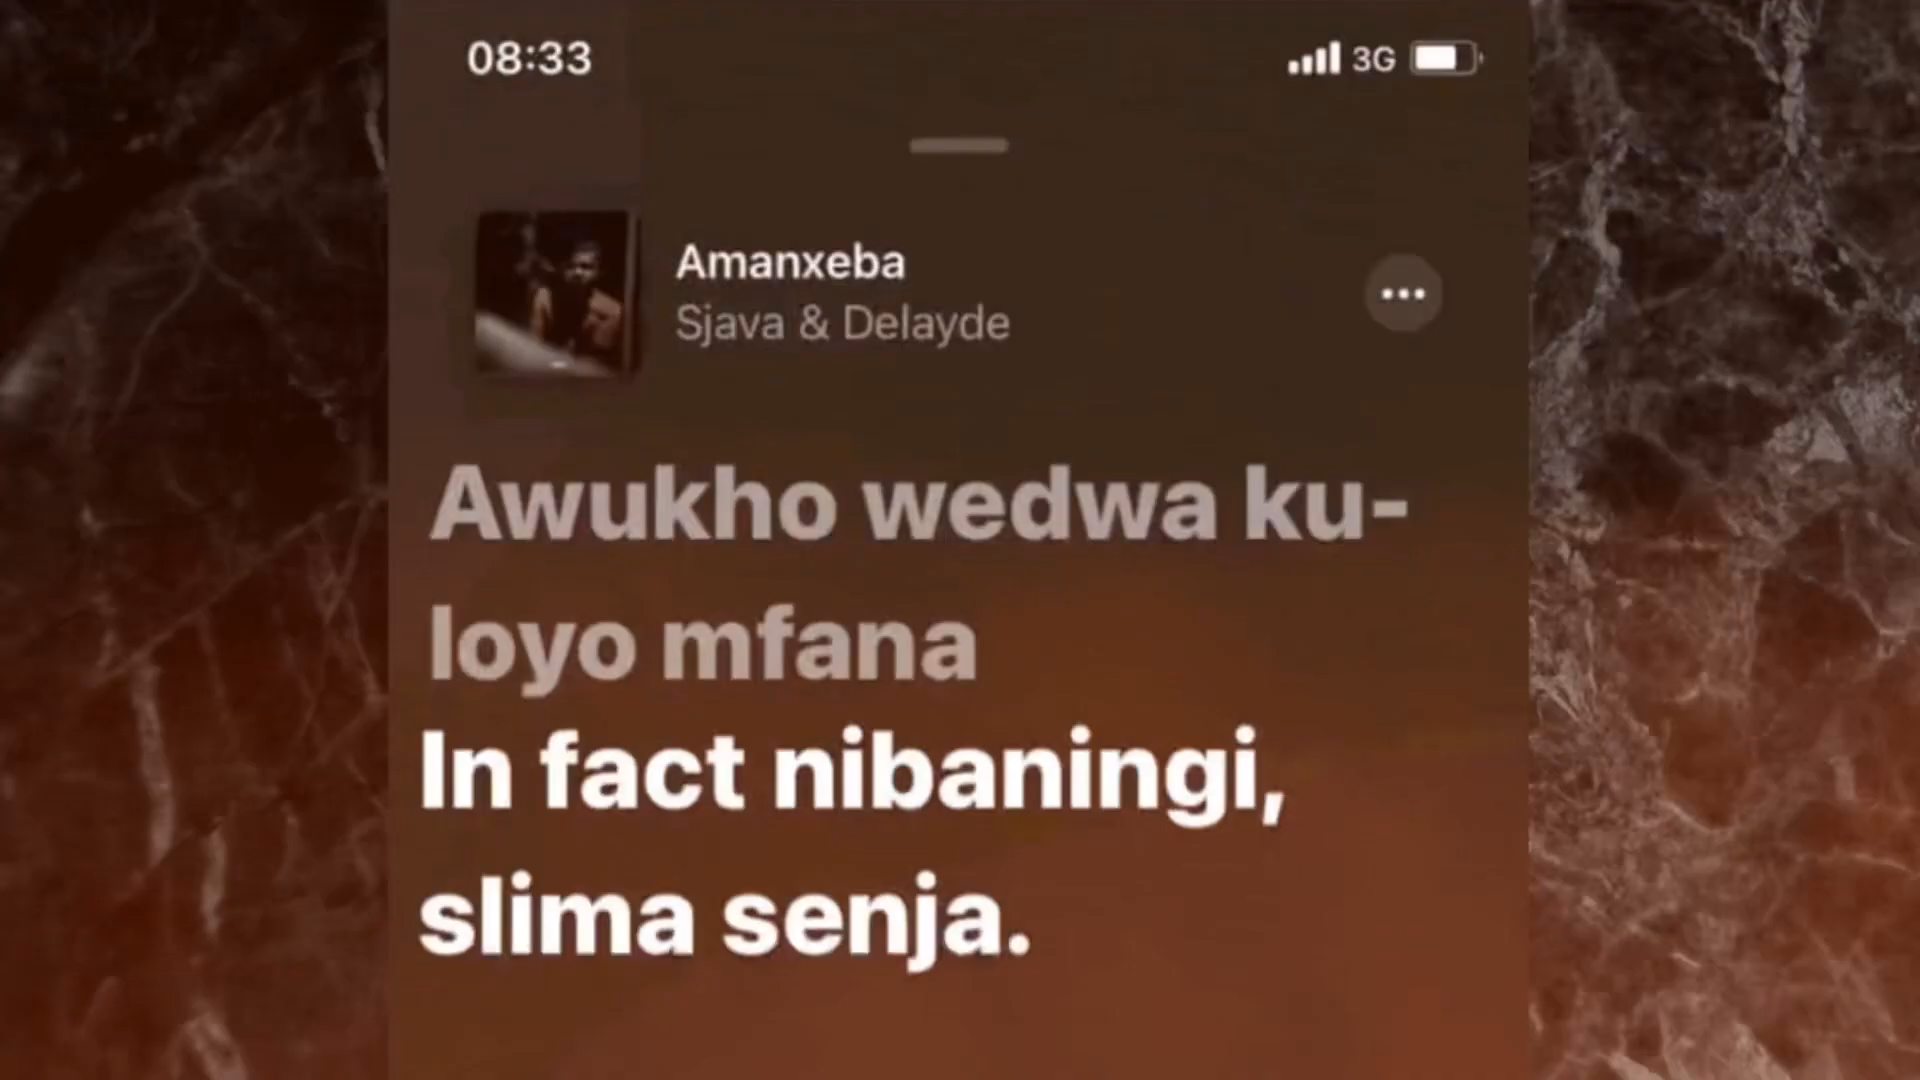 08:33
3G
Amanxeba
Sjava & Delayde
Awukho wedwa ku-
loyo mfana
In fact nibaningi,
slima senja.